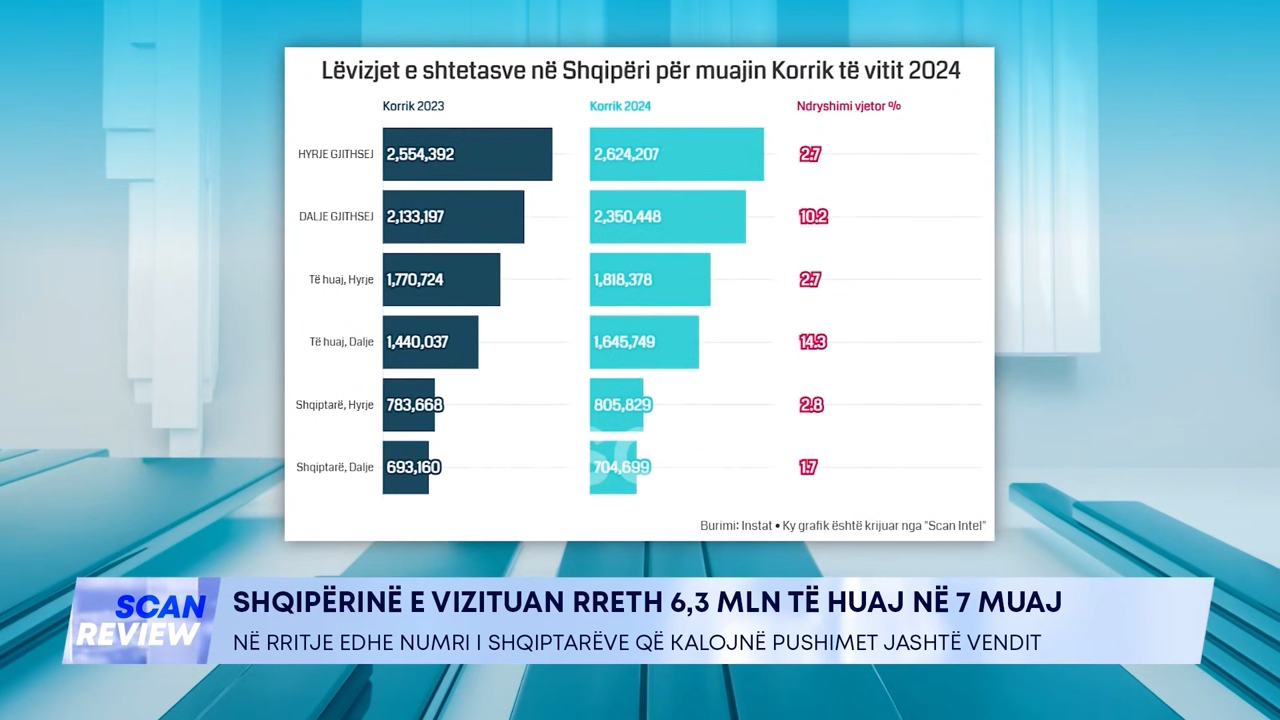 Lëvizjet e shtetasve në Shqipëri për muajin Korrik të vitit 2024
Korrik 2023 Korrik 2024 Ndryshimi vjetor %
HYRJE GJITHSEJ 2,554,392 2,624,207 2.7
DALJE GJITHSEJ 2,133,197 2,350,448 10.2
Të huaj, Hyrje 1,770,724 1,818,378 2.7
Të huaj, Dalje 1,440,037 1,645,749 14.3
Shqiptarë, Hyrje 783,668 805,829 2.8
Shqiptarë, Dalje 693,160 704,699 1.7
Burimi: Instat • Ky grafik është krijuar nga "Scan Intel"
SCAN
REVIEW
SHQIPËRINË E VIZITUAN RRETH 6,3 MLN TË HUAJ NË 7 MUAJ
NË RRITJE EDHE NUMRI I SHQIPTARËVE QË KALOJNË PUSHIMET JASHTË VENDIT